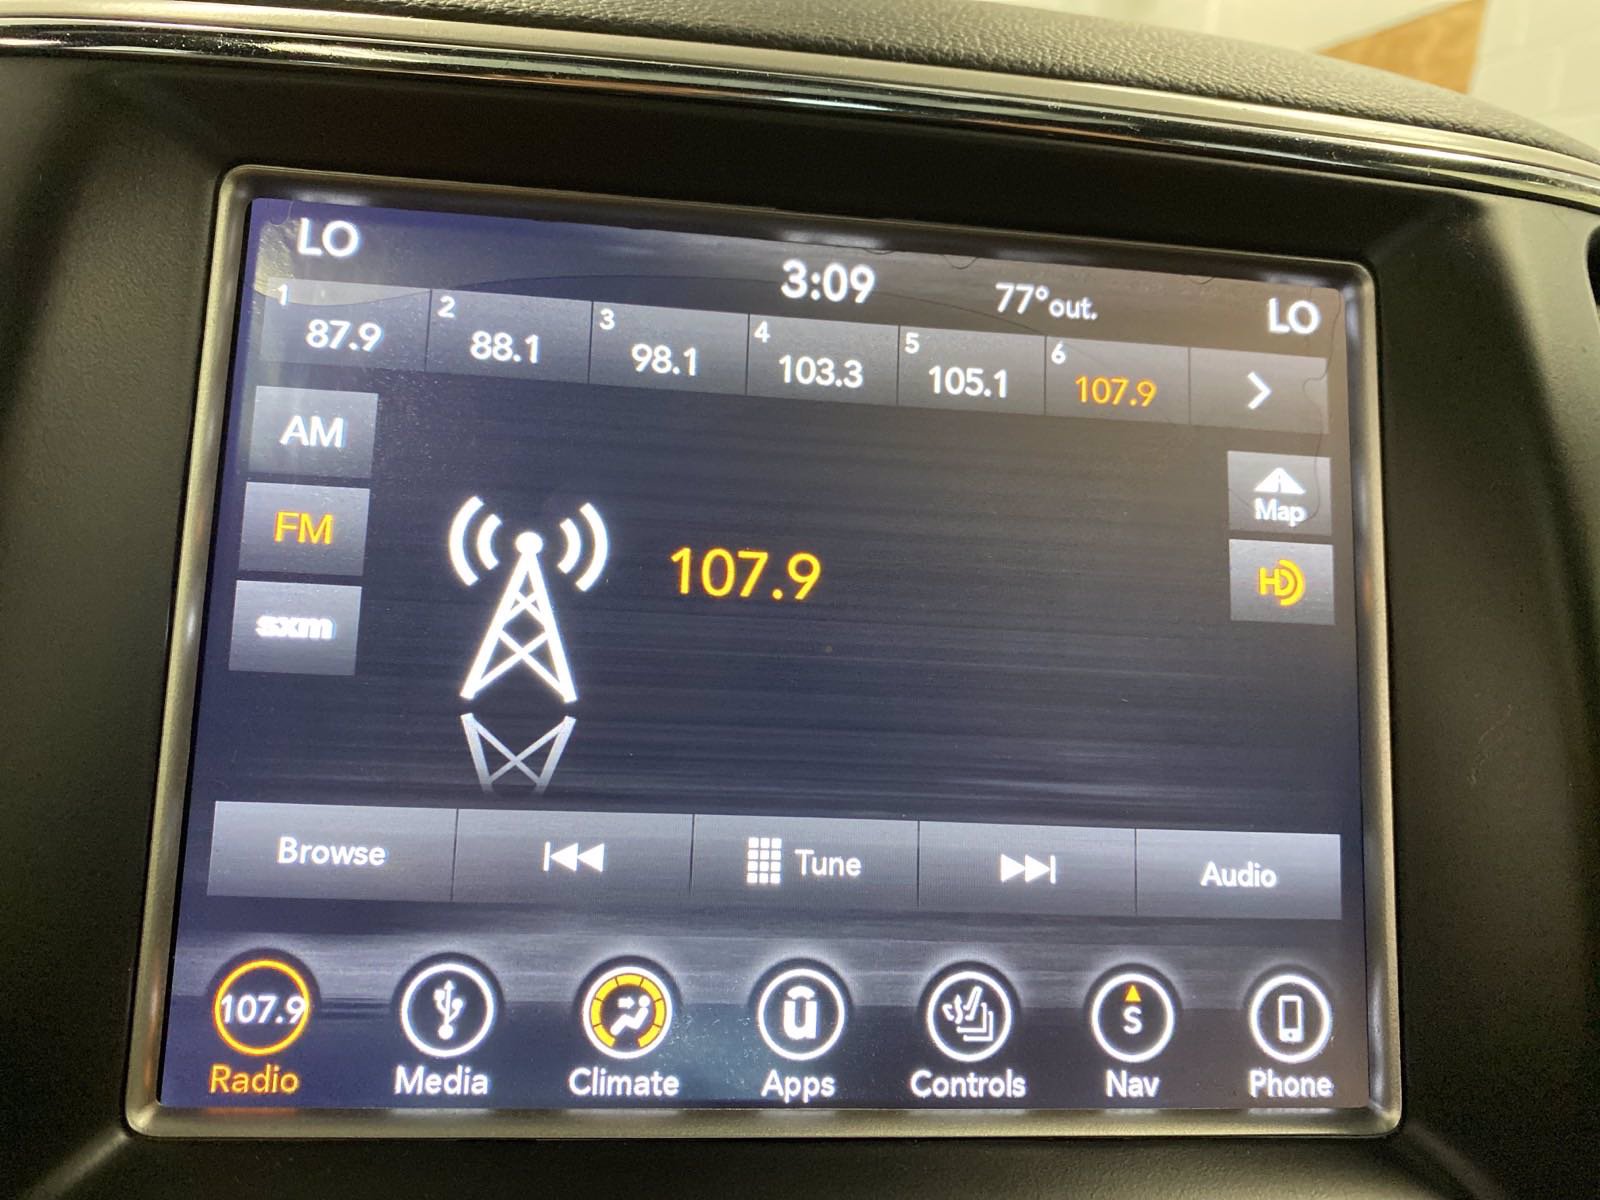 LO 3:09 77°out. LO
1 87.9 2 88.1 3 98.1 4 103.3 5 105.1 6 107.9
AM
Map
FM
107.9
HD
sxm
Browse Tune Audio
107.9 u S
Radio Media Climate Apps Controls Nav Phone